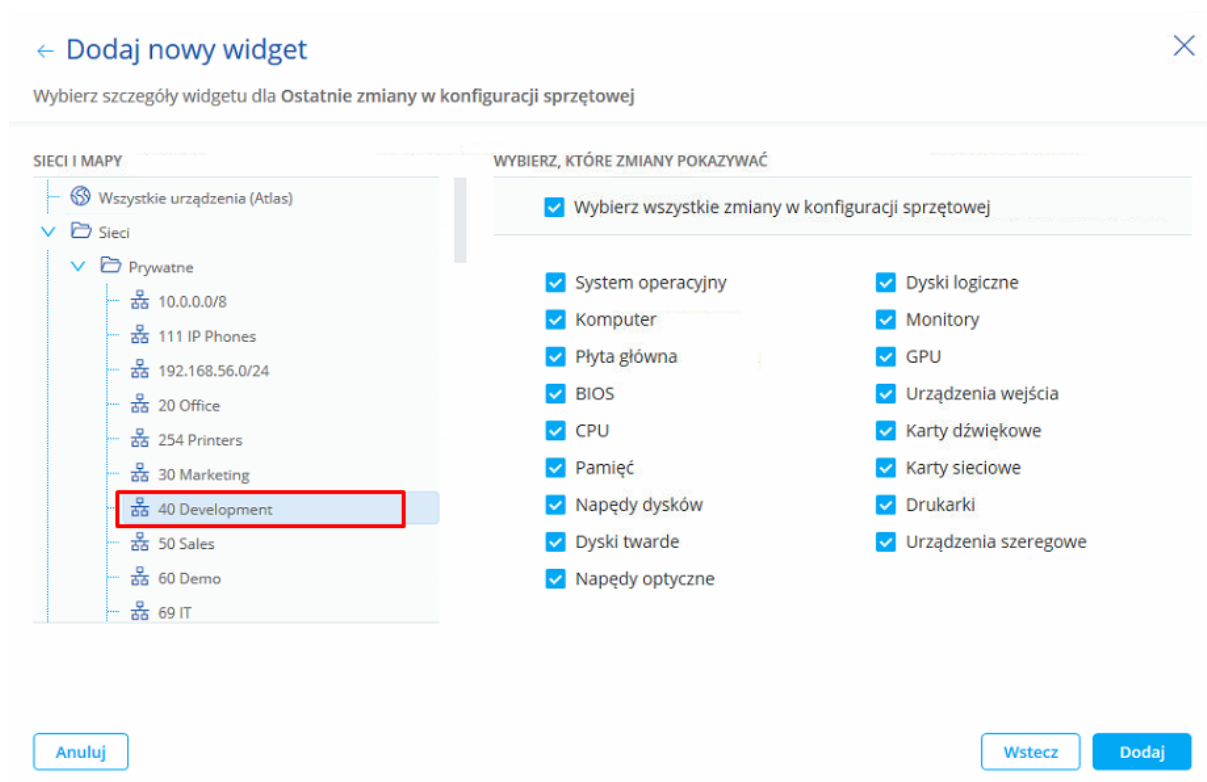 ← Dodaj nowy widget
Wybierz szczegóły widgetu dla Ostatnie zmiany w konfiguracji sprzętowej
SIECI I MAPY
Wszystkie urządzenia (Atlas)
Sieci
Prywatne
10.0.0.0/8
111 IP Phones
192.168.56.0/24
20 Office
254 Printers
30 Marketing
40 Development
50 Sales
60 Demo
69 IT
WYBIERZ, KTÓRE ZMIANY POKAZYWAĆ
Wybierz wszystkie zmiany w konfiguracji sprzętowej
System operacyjny
Komputer
Płyta główna
BIOS
CPU
Pamięć
Napędy dysków
Dyski twarde
Napędy optyczne
Dyski logiczne
Monitory
GPU
Urządzenia wejścia
Karty dźwiękowe
Karty sieciowe
Drukarki
Urządzenia szeregowe
Anuluj
Wstecz
Dodaj